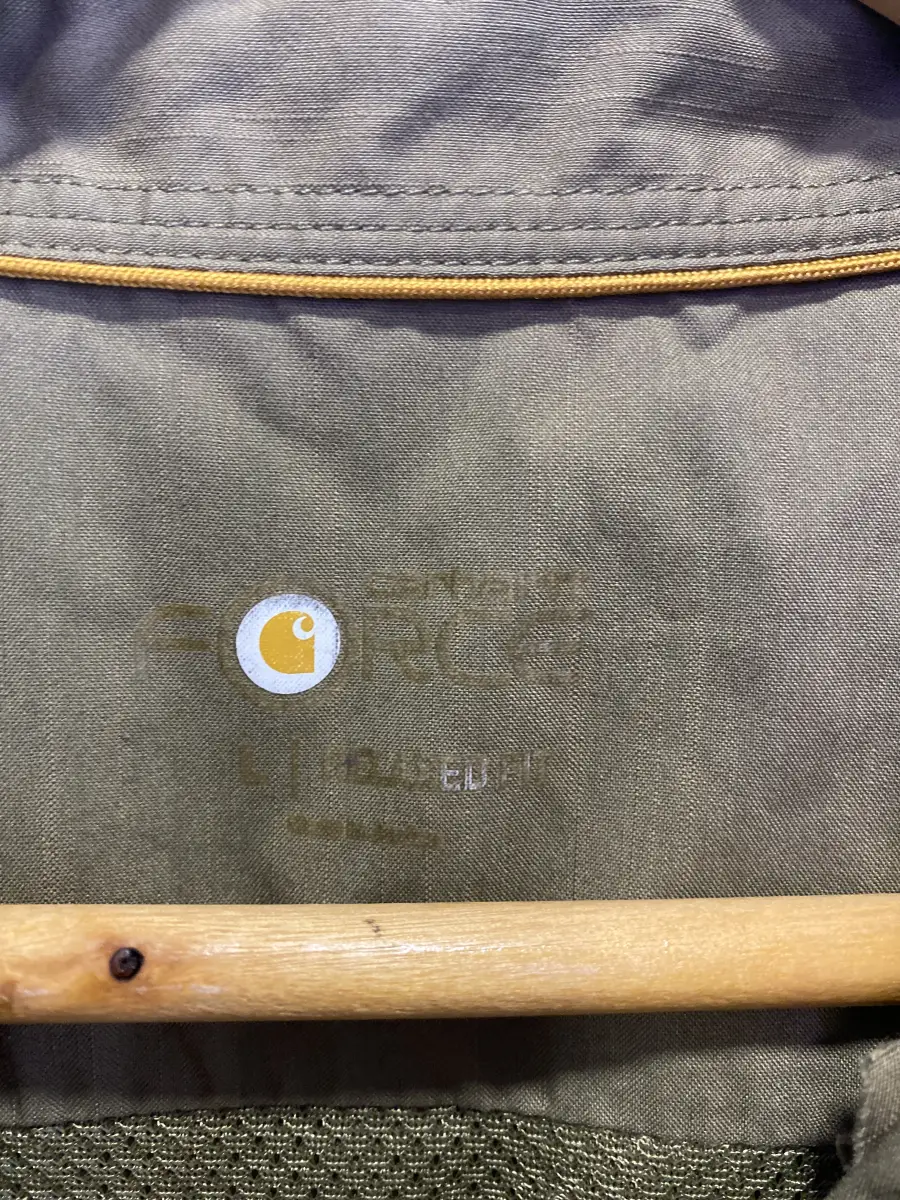 carhartt
FORCE
L | RELAXED FIT